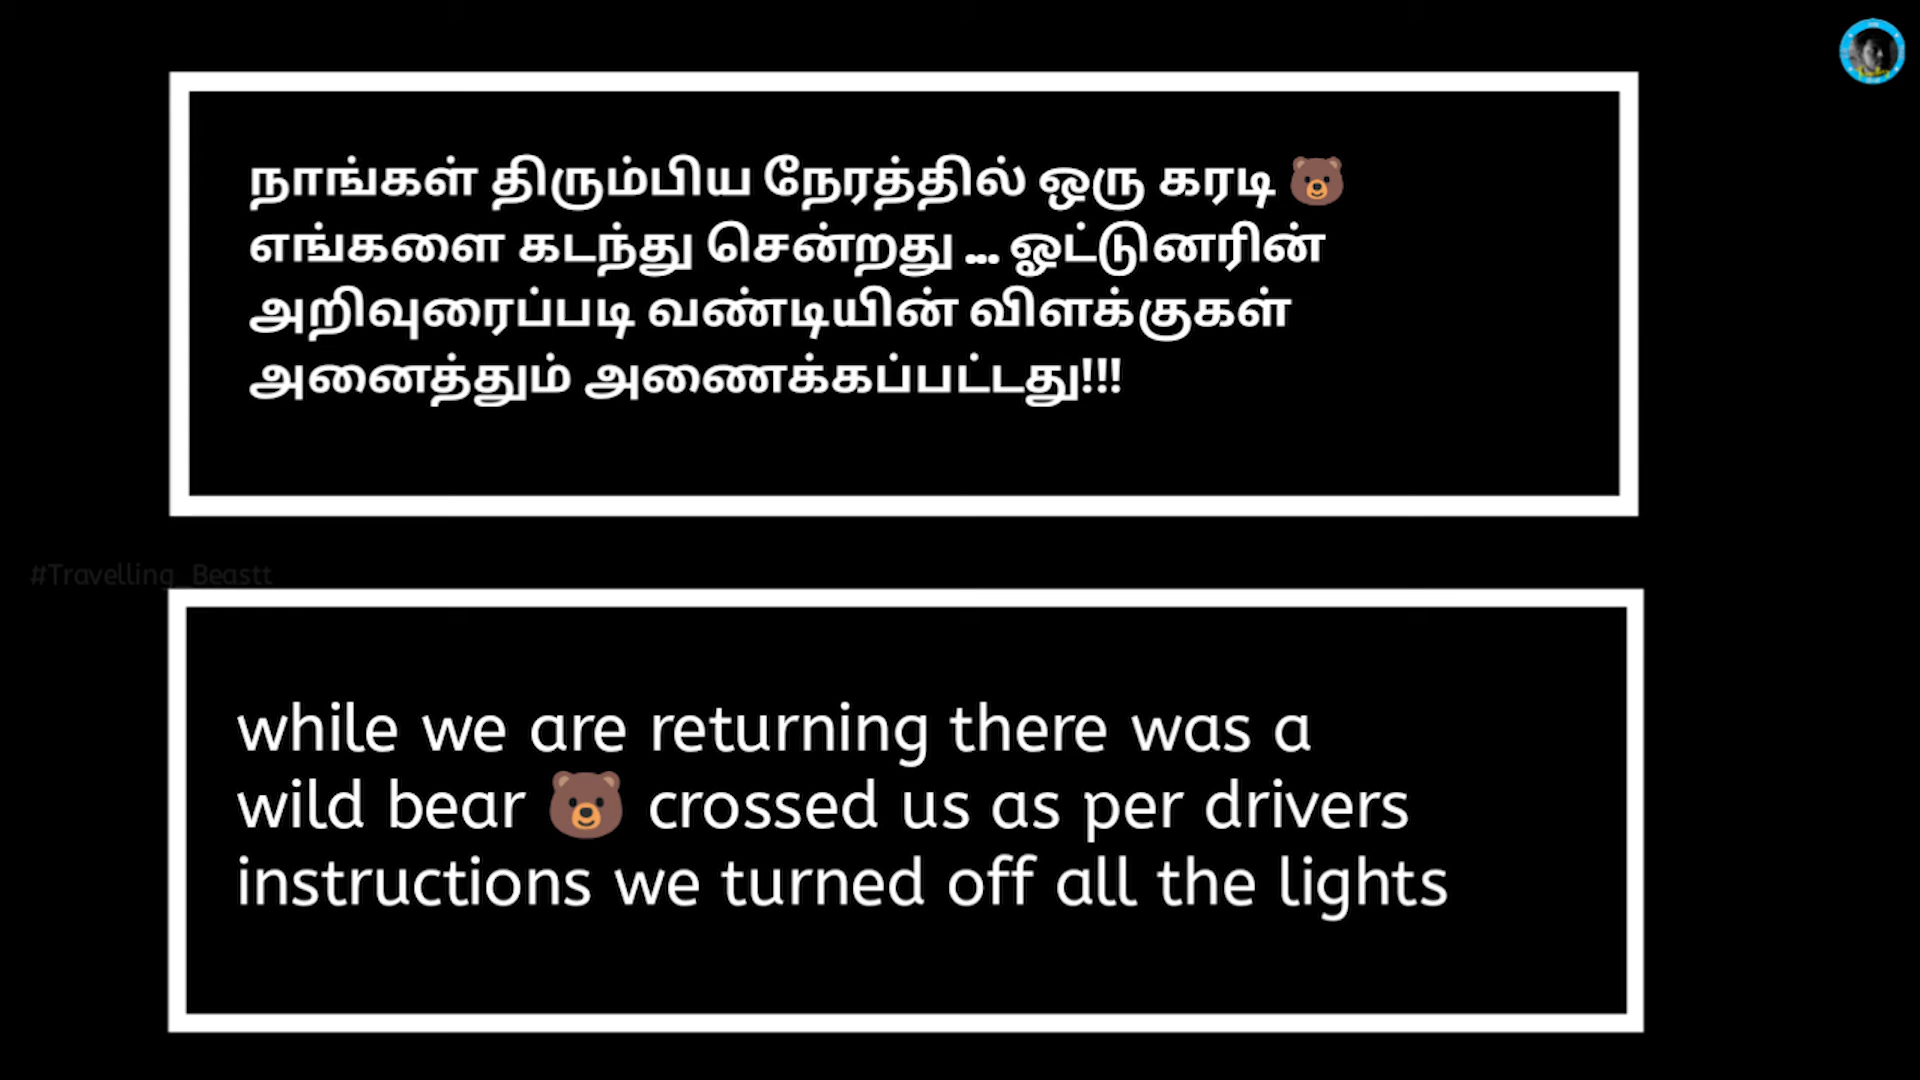 நாங்கள் திரும்பிய நேரத்தில் ஒரு கரடி 🐻
எங்களை கடந்து சென்றது ... ஓட்டுனரின்
அறிவுரைப்படி வண்டியின் விளக்குகள்
அனைத்தும் அணைக்கப்பட்டது!!!
#Travelling_Beastt
while we are returning there was a
wild bear 🐻 crossed us as per drivers
instructions we turned off all the lights